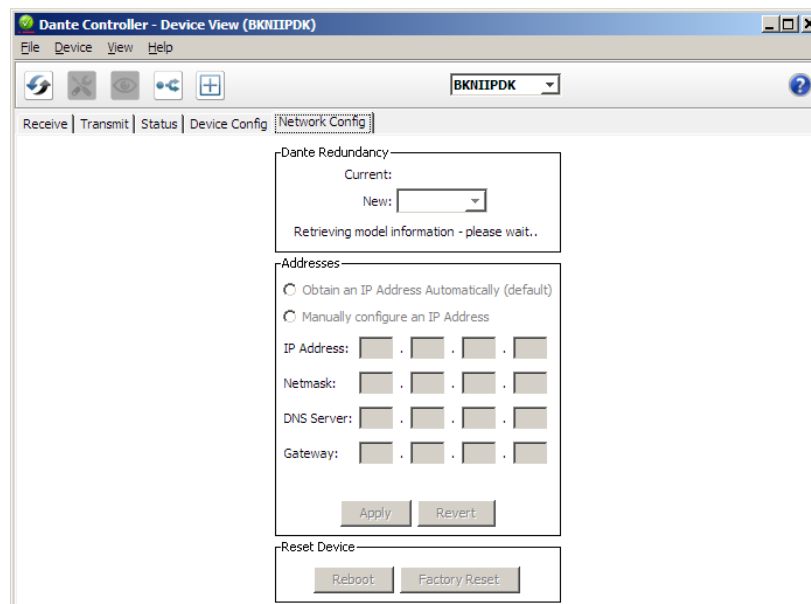 Dante Controller - Device View (BKNIIPDK)
File Device View Help
BKNIIPDK
Receive Transmit Status Device Config Network Config
Dante Redundancy
Current:
New:
Retrieving model information - please wait..
Addresses
Obtain an IP Address Automatically (default)
Manually configure an IP Address
IP Address: . . .
Netmask: . . .
DNS Server: . . .
Gateway: . . .
Apply Revert
Reset Device
Reboot Factory Reset